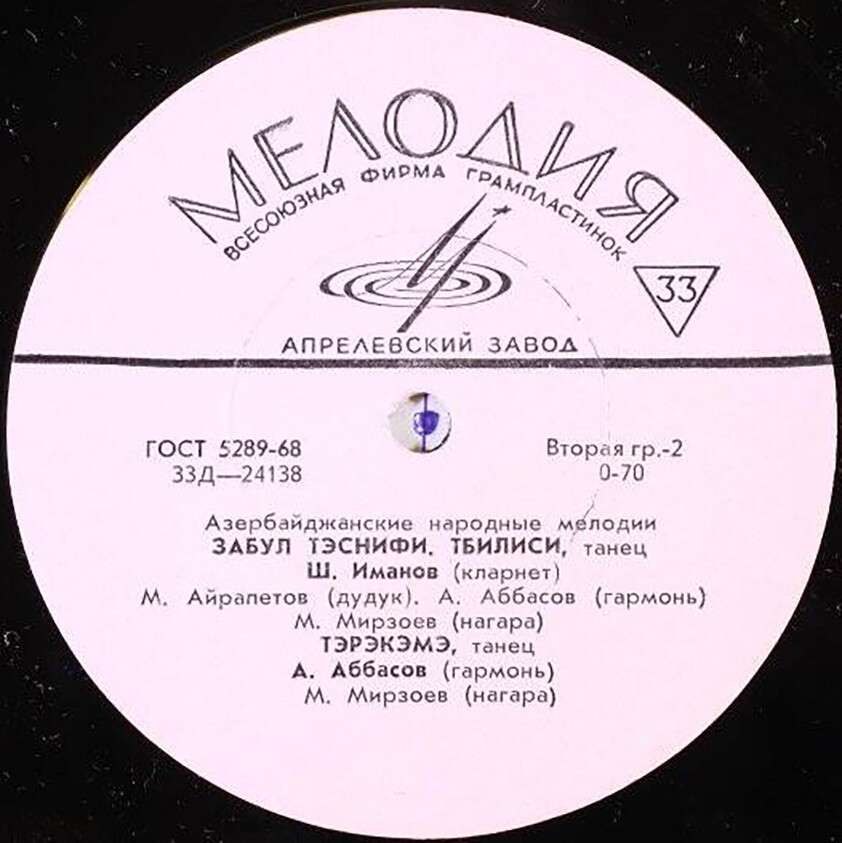 МЕЛОДИЯ
ВСЕСОЮЗНАЯ ФИРМА ГРАМПЛАСТИНОК
33
АПРЕЛЕВСКИЙ ЗАВОД
ГОСТ 5289-68
33Д—24138
Вторая гр.-2
0-70
Азербайджанские народные мелодии
ЗАБУЛ ТЭСНИФИ. ТБИЛИСИ, танец
Ш. Иманов (кларнет)
М. Айрапетов (дудук). А. Аббасов (гармонь)
М. Мирзоев (нагара)
ТЭРЭКЭМЭ, танец
А. Аббасов (гармонь)
М. Мирзоев (нагара)